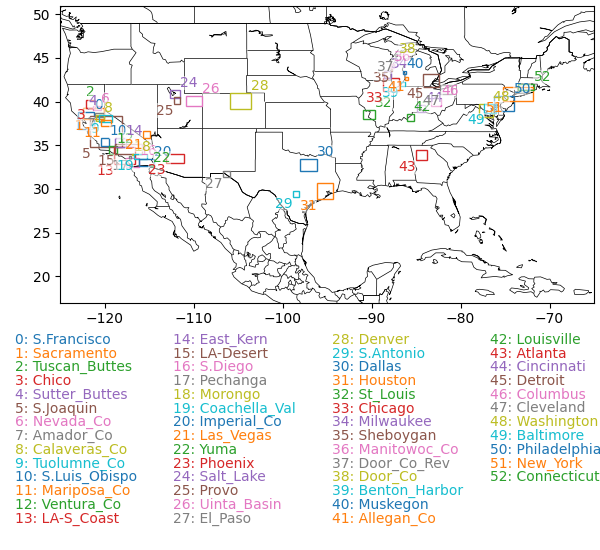 50
45
40
35
30
25
20
−120
−110
−100
−90
−80
−70
0: S.Francisco
1: Sacramento
2: Tuscan_Buttes
3: Chico
4: Sutter_Buttes
5: S.Joaquin
6: Nevada_Co
7: Amador_Co
8: Calaveras_Co
9: Tuolumne_Co
10: S.Luis_Obispo
11: Mariposa_Co
12: Ventura_Co
13: LA-S_Coast
14: East_Kern
15: LA-Desert
16: S.Diego
17: Pechanga
18: Morongo
19: Coachella_Val
20: Imperial_Co
21: Las_Vegas
22: Yuma
23: Phoenix
24: Salt_Lake
25: Provo
26: Uinta_Basin
27: El_Paso
28: Denver
29: S.Antonio
30: Dallas
31: Houston
32: St_Louis
33: Chicago
34: Milwaukee
35: Sheboygan
36: Manitowoc_Co
37: Door_Co_Rev
38: Door_Co
39: Benton_Harbor
40: Muskegon
41: Allegan_Co
42: Louisville
43: Atlanta
44: Cincinnati
45: Detroit
46: Columbus
47: Cleveland
48: Washington
49: Baltimore
50: Philadelphia
51: New_York
52: Connecticut